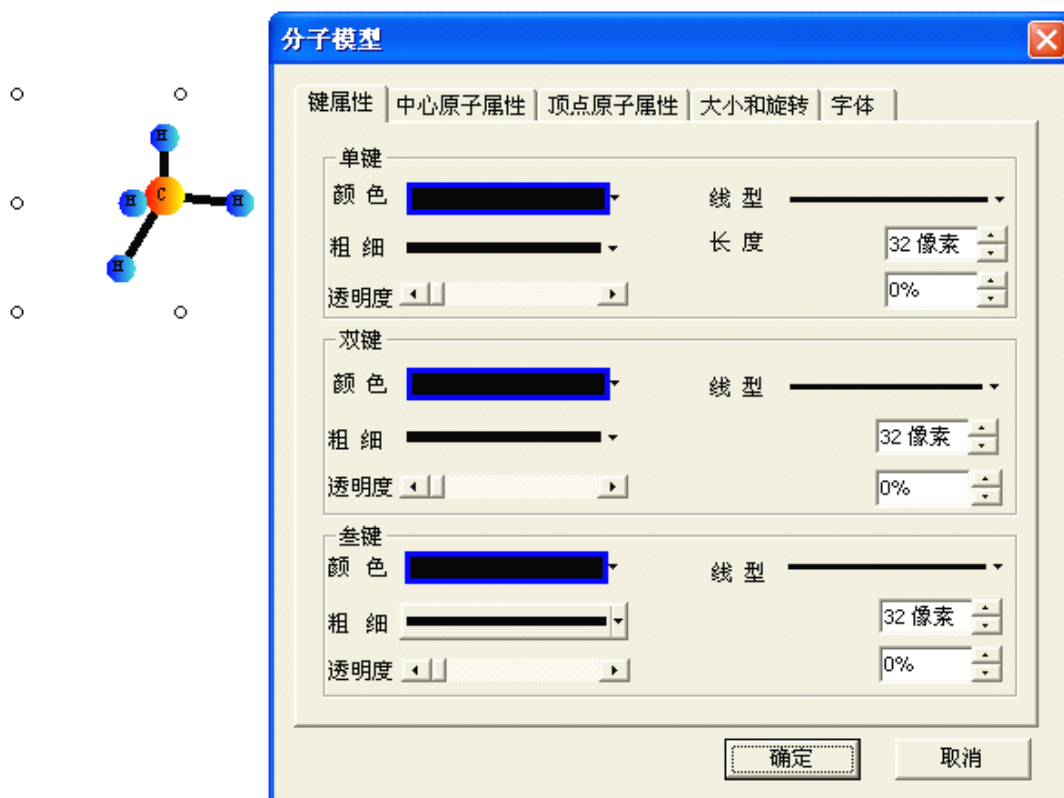 分子模型
键属性 中心原子属性 顶点原子属性 大小和旋转 字体
H
H C H
H
单键
颜 色 线 型
粗 细 长 度 32 像素
透明度 0%
双键
颜 色 线 型
粗 细 32 像素
透明度 0%
叁键
颜 色 线 型
粗 细 32 像素
透明度 0%
确定 取消